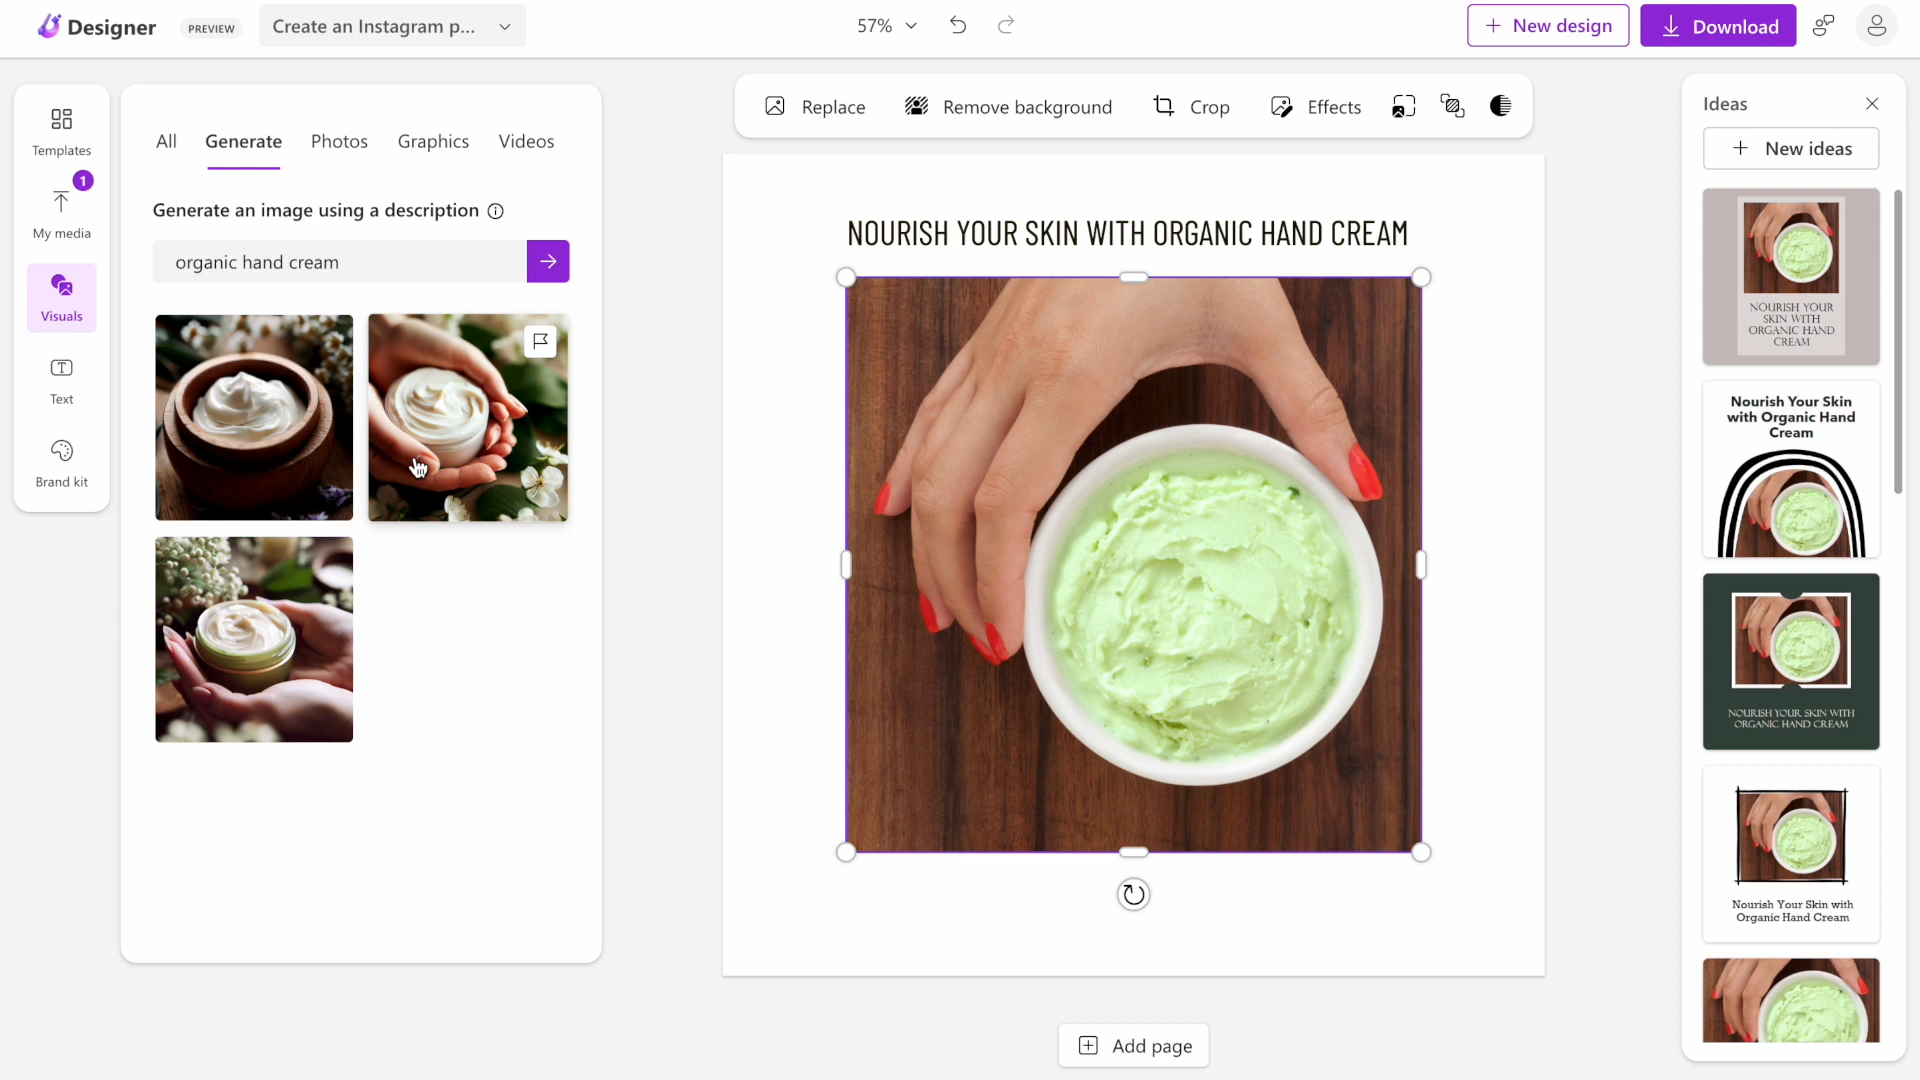 Designer
PREVIEW
Create an Instagram p...
57%
New design
Download
Templates
1
My media
Visuals
Text
Brand kit
All
Generate
Photos
Graphics
Videos
Generate an image using a description
organic hand cream
Replace
Remove background
Crop
Effects
NOURISH YOUR SKIN WITH ORGANIC HAND CREAM
Add page
Ideas
New ideas
NOURISH YOUR
SKIN WITH
ORGANIC HAND
CREAM
Nourish Your Skin
with Organic Hand
Cream
NOURISH YOUR SKIN WITH
ORGANIC HAND CREAM
Nourish Your Skin with
Organic Hand Cream